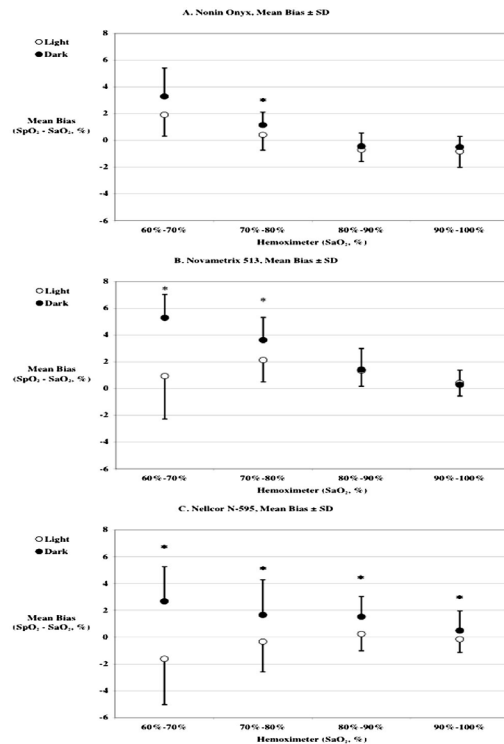 A. Nonin Onyx, Mean Bias ± SD
○Light
●Dark
Mean Bias
(SpO₂ - SaO₂, %)
8
6
4
2
0
-2
-4
-6
*
60%-70% 70%-80% 80%-90% 90%-100%
Hemoximeter (SaO₂, %)
B. Novametrix 513, Mean Bias ± SD
○Light
●Dark
Mean Bias
(SpO₂ - SaO₂, %)
8
6
4
2
0
-2
-4
-6
* *
60%-70% 70%-80% 80%-90% 90%-100%
Hemoximeter (SaO₂, %)
C. Nellcor N-595, Mean Bias ± SD
○Light
●Dark
Mean Bias
(SpO₂ - SaO₂, %)
8
6
4
2
0
-2
-4
-6
* * * *
60%-70% 70%-80% 80%-90% 90%-100%
Hemoximeter (SaO₂, %)